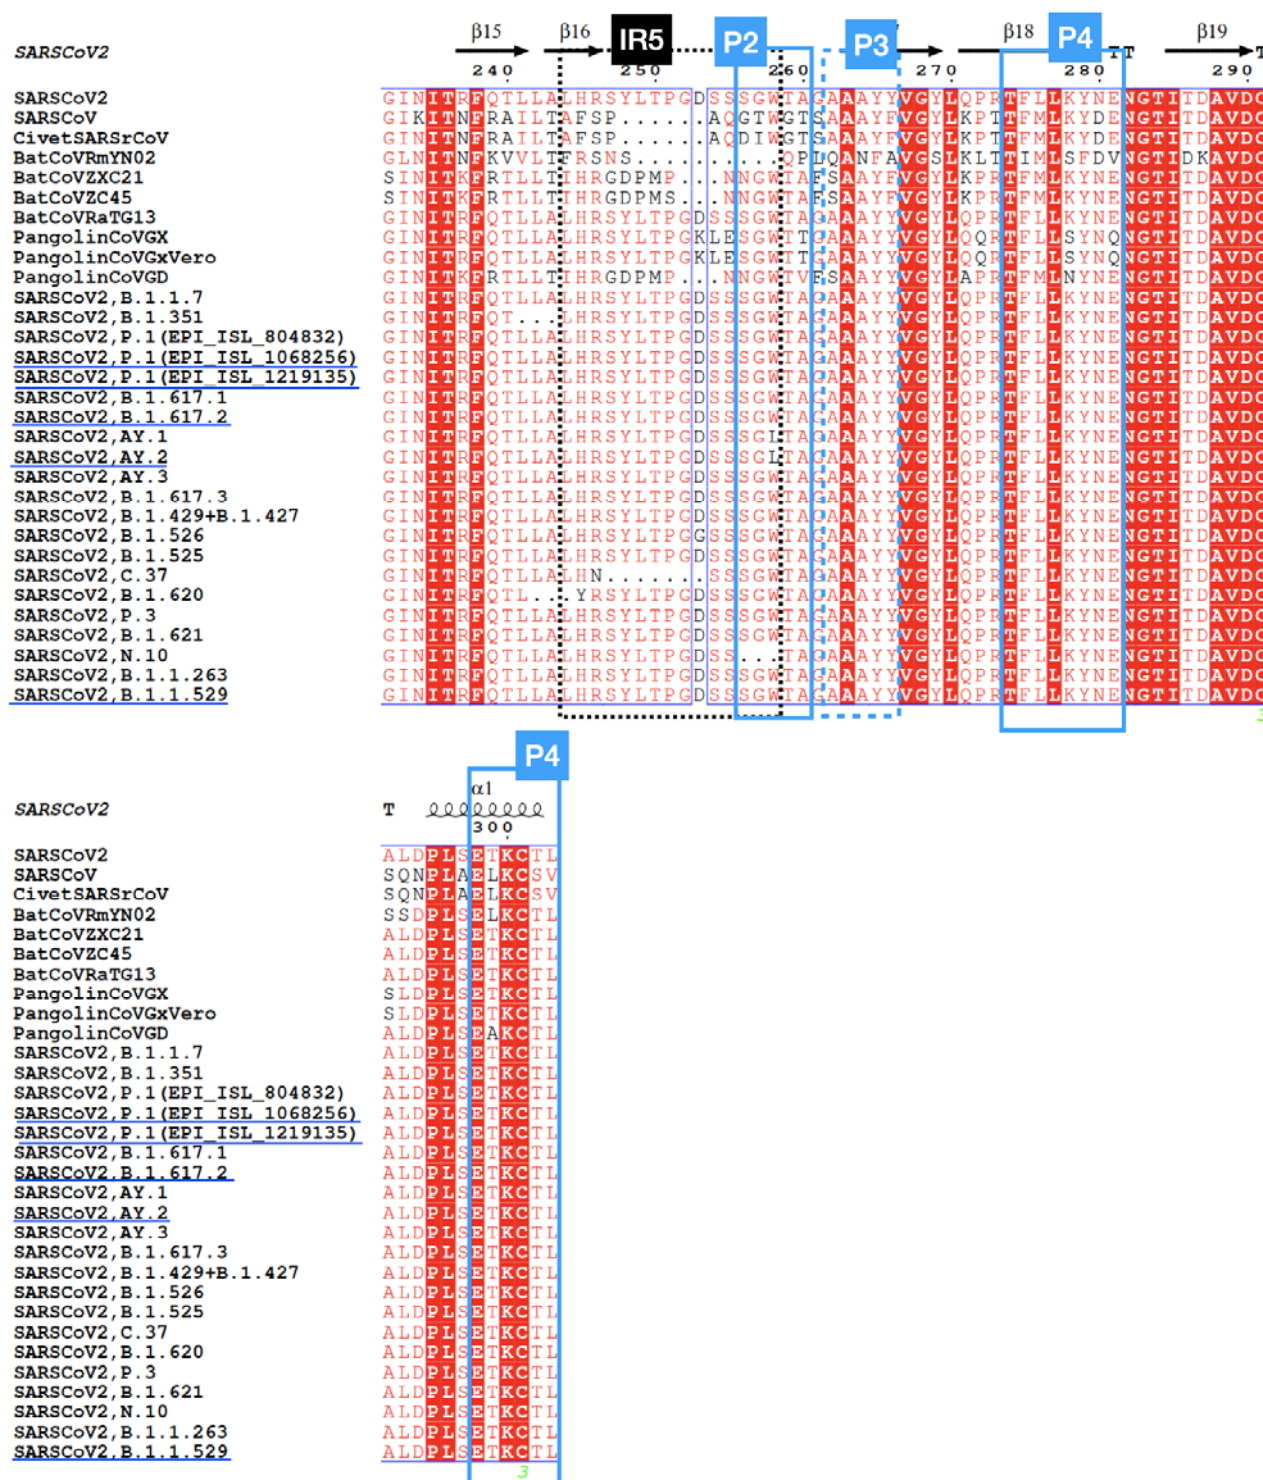 β15 β16 IR5 P2 P3 β18 P4 TT β19 T
SARSCoV2
240 250 260 270 280 290
SARSCoV2 GINITRFQTLLALHRSYLTPGDSSSGWTAGAAAYYVGYLQPRTFLLKYNENGTITDAVDC
SARSCoV GIKITNFRAILTAFSP......AQGTWGTSAAAYFVGYLKPTTFMLKYDENGTITDAVDC
CivetSARSrCoV GINITNFRAILTAFSP......AQDIWGTSAAAYFVGYLKPTTFMLKYDENGTITDAVDC
BatCoVRmYN02 GLNITNFKVVLTFRSNS..........QPLQANFAVGSLKLTTIMLSFDVNGTITDKAVDC
BatCoVZXC21 SINITKFRTLLTIHRGDPMP...NNGWTAFSAAYFVGYLKPRTFMLKYNENGTITDAVDC
BatCoVZC45 SINITKFRTLLTIHRGDPMS...NNGWTAFSAAYFVGYLKPRTFMLKYNENGTITDAVDC
BatCoVRaTG13 GINITRFQTLLALHRSYLTPGDSSSGWTAGAAAYYVGYLQPRTFLLKYNENGTITDAVDC
PangolinCoVGX GINITRFQTLLALHRSYLTPGKLESGWTTGAAAYYVGYLQQRTFLLSYNQNGTITDAVDC
PangolinCoVGxVero GINITRFQTLLALHRSYLTPGKLESGWTTGAAAYYVGYLQQRTFLLSYNQNGTITDAVDC
PangolinCoVGD GINITKFRTLLTIHRGDPMP...NNGWTVFSAAYYVGYLAPRTFMLNYNENGTITDAVDC
SARSCoV2,B.1.1.7 GINITRFQTLLALHRSYLTPGDSSSGWTAGAAAYYVGYLQPRTFLLKYNENGTITDAVDC
SARSCoV2,B.1.351 GINITRFQT...LHRSYLTPGDSSSGWTAGAAAYYVGYLQPRTFLLKYNENGTITDAVDC
SARSCoV2,P.1(EPI_ISL_804832) GINITRFQTLLALHRSYLTPGDSSSGWTAGAAAYYVGYLQPRTFLLKYNENGTITDAVDC
SARSCoV2,P.1(EPI_ISL_1068256) GINITRFQTLLALHRSYLTPGDSSSGWTAGAAAYYVGYLQPRTFLLKYNENGTITDAVDC
SARSCoV2,P.1(EPI_ISL_1219135) GINITRFQTLLALHRSYLTPGDSSSGWTAGAAAYYVGYLQPRTFLLKYNENGTITDAVDC
SARSCoV2,B.1.617.1 GINITRFQTLLALHRSYLTPGDSSSGWTAGAAAYYVGYLQPRTFLLKYNENGTITDAVDC
SARSCoV2,B.1.617.2 GINITRFQTLLALHRSYLTPGDSSSGWTAGAAAYYVGYLQPRTFLLKYNENGTITDAVDC
SARSCoV2,AY.1 GINITRFQTLLALHRSYLTPGDSSSGLTAGAAAYYVGYLQPRTFLLKYNENGTITDAVDC
SARSCoV2,AY.2 GINITRFQTLLALHRSYLTPGDSSSGLTAGAAAYYVGYLQPRTFLLKYNENGTITDAVDC
SARSCoV2,AY.3 GINITRFQTLLALHRSYLTPGDSSSGWTAGAAAYYVGYLQPRTFLLKYNENGTITDAVDC
SARSCoV2,B.1.617.3 GINITRFQTLLALHRSYLTPGDSSSGWTAGAAAYYVGYLQPRTFLLKYNENGTITDAVDC
SARSCoV2,B.1.429+B.1.427 GINITRFQTLLALHRSYLTPGDSSSGWTAGAAAYYVGYLQPRTFLLKYNENGTITDAVDC
SARSCoV2,B.1.526 GINITRFQTLLALHRSYLTPGGSSSGWTAGAAAYYVGYLQPRTFLLKYNENGTITDAVDC
SARSCoV2,B.1.525 GINITRFQTLLALHRSYLTPGDSSSGWTAGAAAYYVGYLQPRTFLLKYNENGTITDAVDC
SARSCoV2,C.37 GINITRFQTLLALHN.......SSSGWTAGAAAYYVGYLQPRTFLLKYNENGTITDAVDC
SARSCoV2,B.1.620 GINITRFQTL...YRSYLTPGDSSSGWTAGAAAYYVGYLQPRTFLLKYNENGTITDAVDC
SARSCoV2,P.3 GINITRFQTLLALHRSYLTPGDSSSGWTAGAAAYYVGYLQPRTFLLKYNENGTITDAVDC
SARSCoV2,B.1.621 GINITRFQTLLALHRSYLTPGDSSSGWTAGAAAYYVGYLQPRTFLLKYNENGTITDAVDC
SARSCoV2,N.10 GINITRFQTLLALHRSYLTPGDSS...TAGAAAYYVGYLQPRTFLLKYNENGTITDAVDC
SARSCoV2,B.1.1.263 GINITRFQTLLALHRSYLTPGDSSSGWTAGAAAYYVGYLQPRTFLLKYNENGTITDAVDC
SARSCoV2,B.1.1.529 GINITRFQTLLALHRSYLTPGDSSSGWTAGAAAYYVGYLQPRTFLLKYNENGTITDAVDC
3
P4
α1
SARSCoV2 T
300
SARSCoV2 ALDPLSETKCTL
SARSCoV SQNPLAELKCSV
CivetSARSrCoV SQNPLAELKCSV
BatCoVRmYN02 SSDPLSELKCTL
BatCoVZXC21 ALDPLSETKCTL
BatCoVZC45 ALDPLSETKCTL
BatCoVRaTG13 ALDPLSETKCTL
PangolinCoVGX SLDPLSETKCTL
PangolinCoVGxVero SLDPLSETKCTL
PangolinCoVGD ALDPLSEAKCTL
SARSCoV2,B.1.1.7 ALDPLSETKCTL
SARSCoV2,B.1.351 ALDPLSETKCTL
SARSCoV2,P.1(EPI_ISL_804832) ALDPLSETKCTL
SARSCoV2,P.1(EPI_ISL_1068256) ALDPLSETKCTL
SARSCoV2,P.1(EPI_ISL_1219135) ALDPLSETKCTL
SARSCoV2,B.1.617.1 ALDPLSETKCTL
SARSCoV2,B.1.617.2 ALDPLSETKCTL
SARSCoV2,AY.1 ALDPLSETKCTL
SARSCoV2,AY.2 ALDPLSETKCTL
SARSCoV2,AY.3 ALDPLSETKCTL
SARSCoV2,B.1.617.3 ALDPLSETKCTL
SARSCoV2,B.1.429+B.1.427 ALDPLSETKCTL
SARSCoV2,B.1.526 ALDPLSETKCTL
SARSCoV2,B.1.525 ALDPLSETKCTL
SARSCoV2,C.37 ALDPLSETKCTL
SARSCoV2,B.1.620 ALDPLSETKCTL
SARSCoV2,P.3 ALDPLSETKCTL
SARSCoV2,B.1.621 ALDPLSETKCTL
SARSCoV2,N.10 ALDPLSETKCTL
SARSCoV2,B.1.1.263 ALDPLSETKCTL
SARSCoV2,B.1.1.529 ALDPLSETKCTL
3